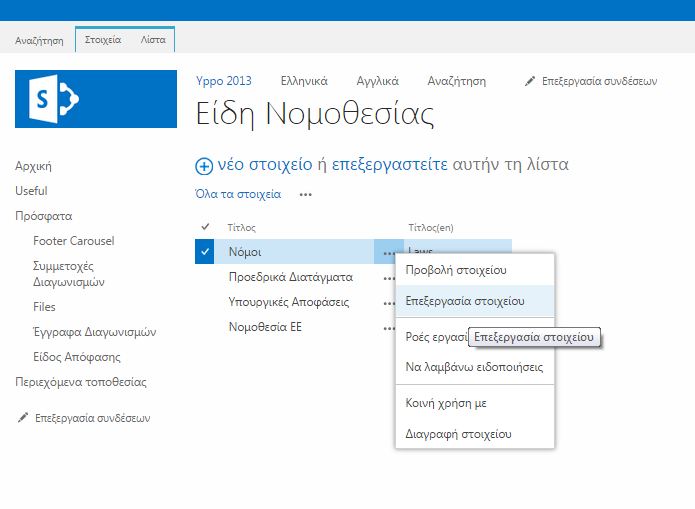 Αναζήτηση Στοιχεία Λίστα
S
Yppo 2013 Ελληνικά Αγγλικά Αναζήτηση Επεξεργασία συνδέσεων
Είδη Νομοθεσίας
Αρχική
Useful
Πρόσφατα
Footer Carousel
Συμμετοχές
Διαγωνισμών
Files
Έγγραφα Διαγωνισμών
Είδος Απόφασης
Περιεχόμενα τοποθεσίας
Επεξεργασία συνδέσεων
νέο στοιχείο ή επεξεργαστείτε αυτήν τη λίστα
Όλα τα στοιχεία ...
Τίτλος Τίτλος(en)
Νόμοι ... Laws
Προεδρικά Διατάγματα ...
Υπουργικές Αποφάσεις ...
Νομοθεσία ΕΕ ...
Προβολή στοιχείου
Επεξεργασία στοιχείου
Ροές εργασί
Επεξεργασία στοιχείου
Να λαμβάνω ειδοποιήσεις
Κοινή χρήση με
Διαγραφή στοιχείου